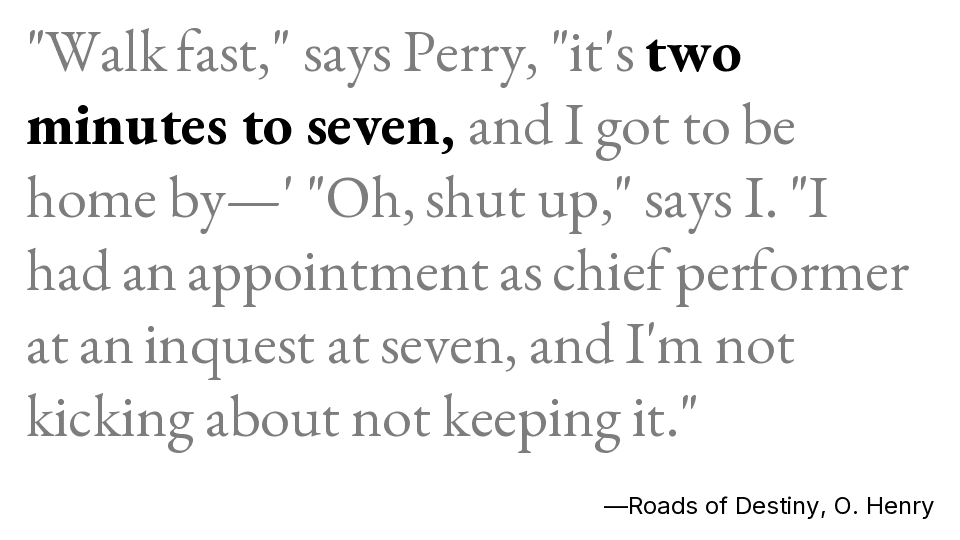 "Walk fast," says Perry, "it's two
minutes to seven, and I got to be
home by—' "Oh, shut up," says I. "I
had an appointment as chief performer
at an inquest at seven, and I'm not
kicking about not keeping it."
—Roads of Destiny, O. Henry